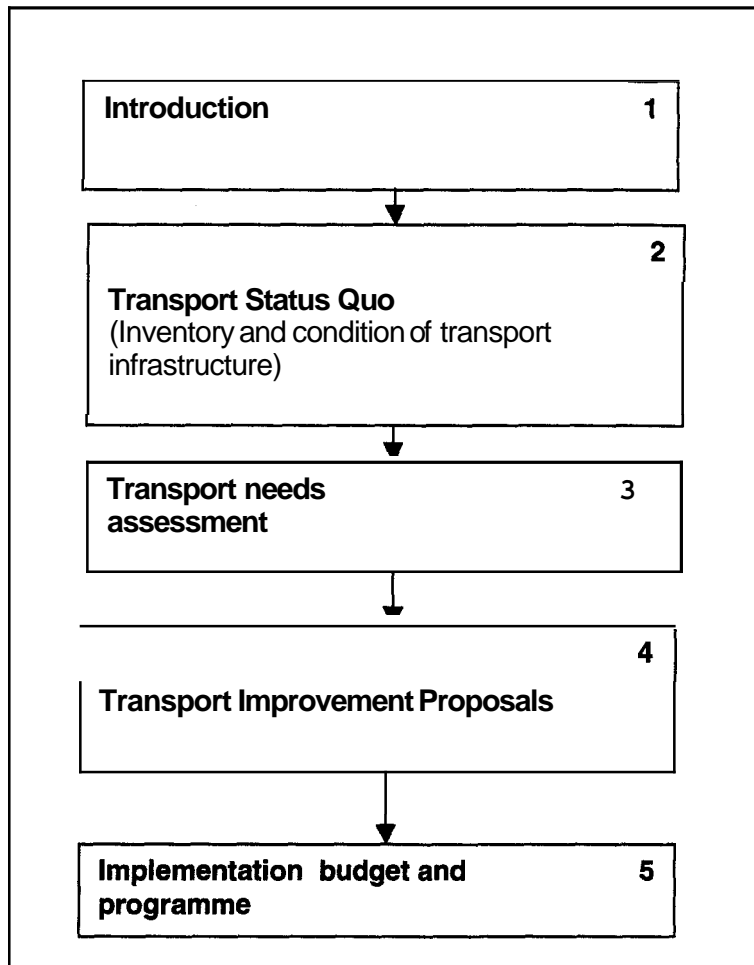 Introduction 1
2
Transport Status Quo
(Inventory and condition of transport
infrastructure)
Transport needs 3
assessment
4
Transport Improvement Proposals
Implementation budget and 5
programme